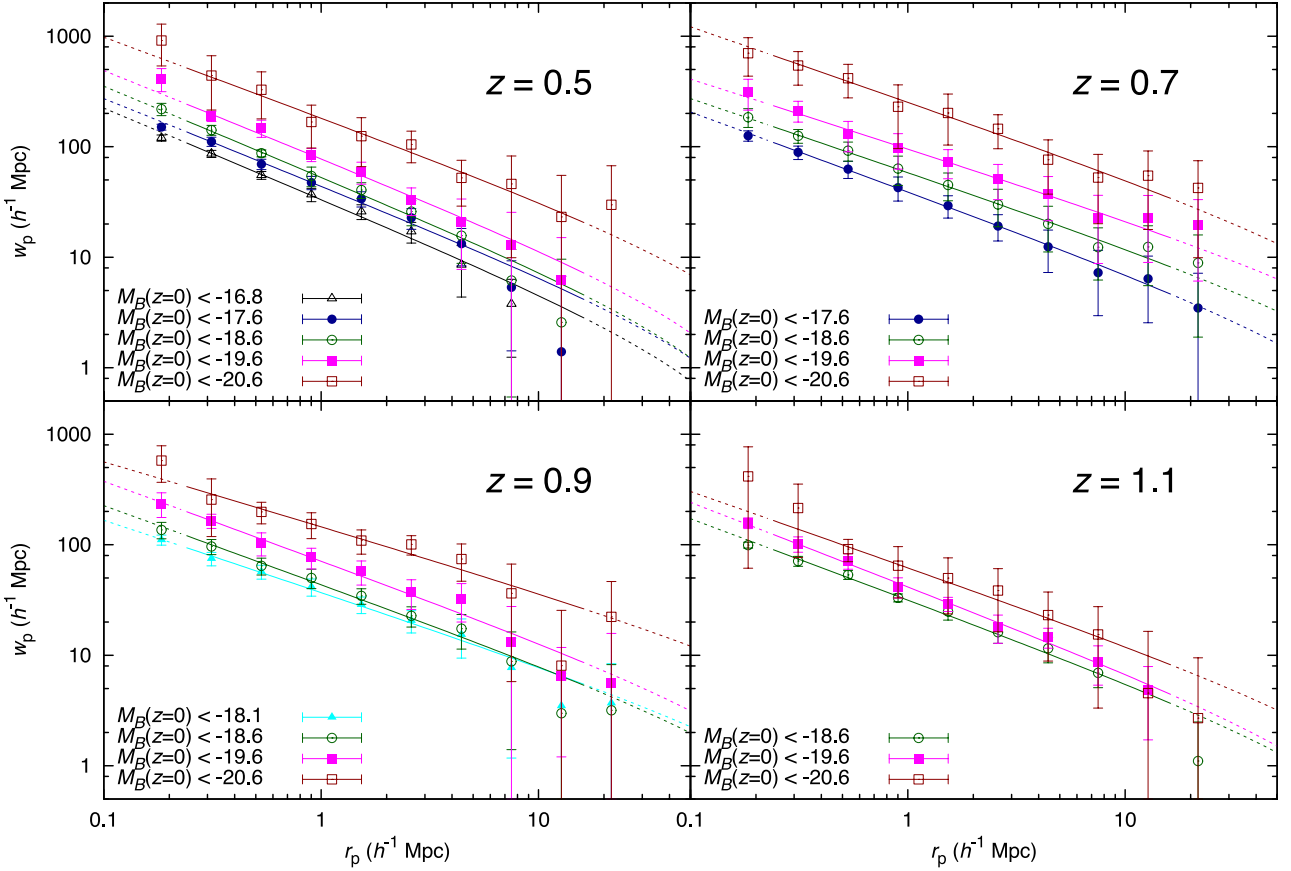 1000
100
10
1
w_p (h⁻¹ Mpc)
z = 0.5
M_B(z=0) < -16.8
M_B(z=0) < -17.6
M_B(z=0) < -18.6
M_B(z=0) < -19.6
M_B(z=0) < -20.6
z = 0.7
M_B(z=0) < -17.6
M_B(z=0) < -18.6
M_B(z=0) < -19.6
M_B(z=0) < -20.6
1000
100
10
1
w_p (h⁻¹ Mpc)
z = 0.9
M_B(z=0) < -18.1
M_B(z=0) < -18.6
M_B(z=0) < -19.6
M_B(z=0) < -20.6
z = 1.1
M_B(z=0) < -18.6
M_B(z=0) < -19.6
M_B(z=0) < -20.6
0.1 1 10 0.1 1 10
r_p (h⁻¹ Mpc) r_p (h⁻¹ Mpc)